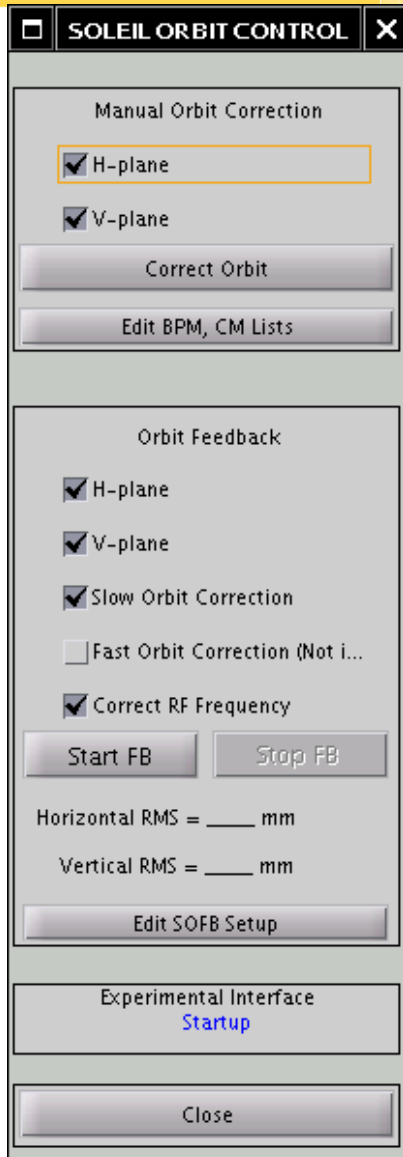 SOLEIL ORBIT CONTROL
Manual Orbit Correction
H-plane
V-plane
Correct Orbit
Edit BPM, CM Lists
Orbit Feedback
H-plane
V-plane
Slow Orbit Correction
Fast Orbit Correction (Not i...
Correct RF Frequency
Start FB Stop FB
Horizontal RMS = ____ mm
Vertical RMS = ____ mm
Edit SOFB Setup
Experimental Interface
Startup
Close